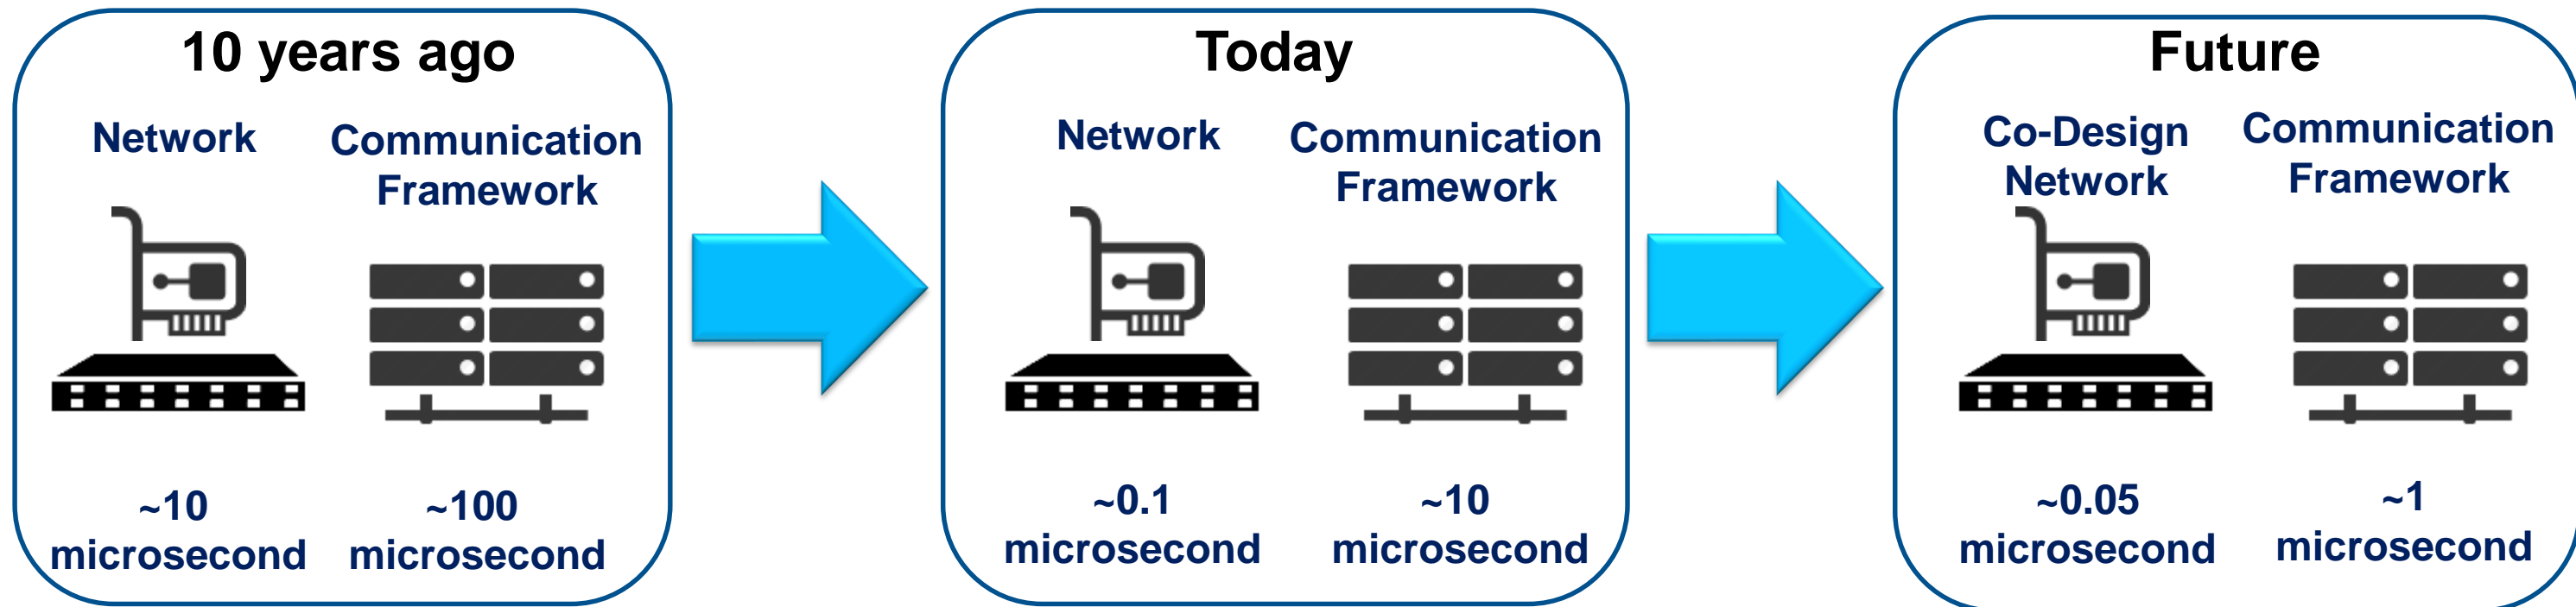 10 years ago
Network
Communication
Framework
~10
microsecond
~100
microsecond
Today
Network
Communication
Framework
~0.1
microsecond
~10
microsecond
Future
Co-Design
Network
Communication
Framework
~0.05
microsecond
~1
microsecond